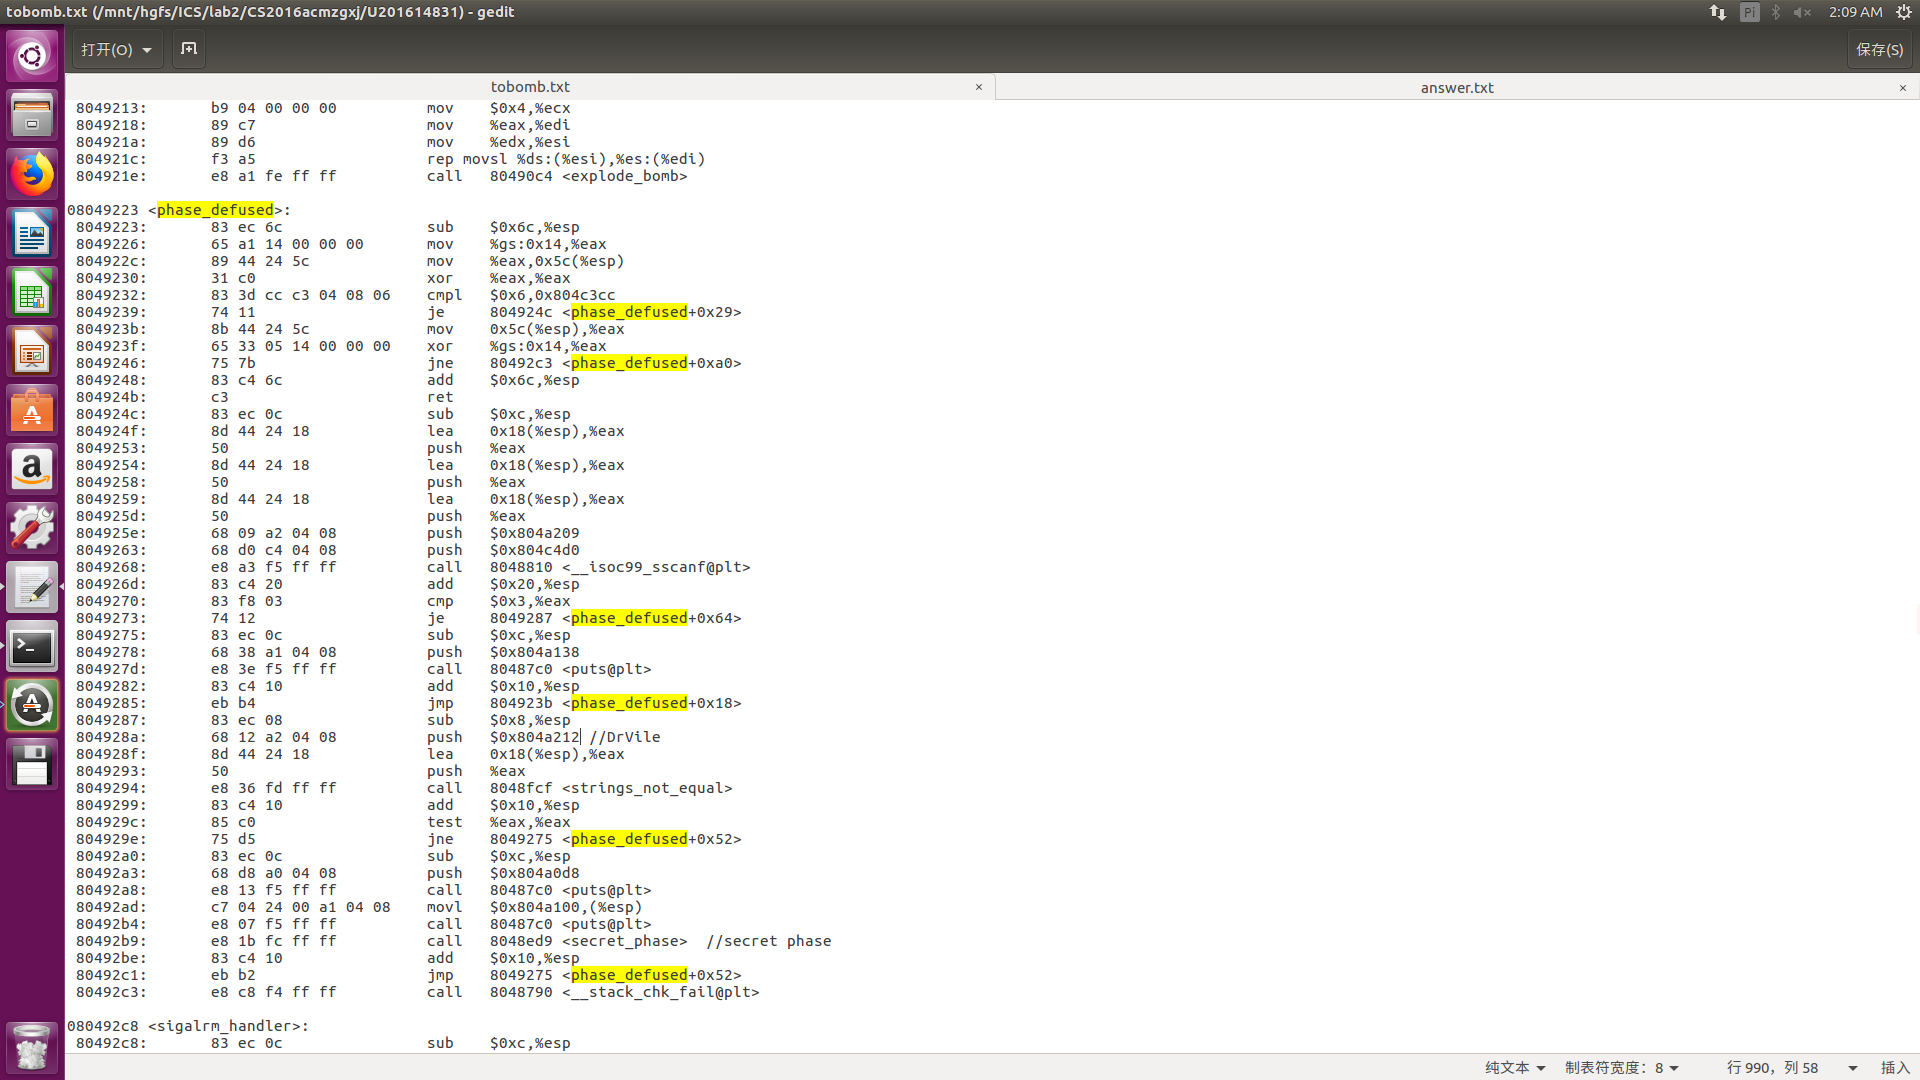 tobomb.txt (/mnt/hgfs/ICS/lab2/CS2016acmzgxj/U201614831) - gedit
Pi
2:09 AM
打开(O)
保存(S)
tobomb.txt ×
answer.txt ×
8049213: b9 04 00 00 00 mov $0x4,%ecx
8049218: 89 c7 mov %eax,%edi
804921a: 89 d6 mov %edx,%esi
804921c: f3 a5 rep movsl %ds:(%esi),%es:(%edi)
804921e: e8 a1 fe ff ff call 80490c4 <explode_bomb>
08049223 <phase_defused>:
8049223: 83 ec 6c sub $0x6c,%esp
8049226: 65 a1 14 00 00 00 mov %gs:0x14,%eax
804922c: 89 44 24 5c mov %eax,0x5c(%esp)
8049230: 31 c0 xor %eax,%eax
8049232: 83 3d cc c3 04 08 06 cmpl $0x6,0x804c3cc
8049239: 74 11 je 804924c <phase_defused+0x29>
804923b: 8b 44 24 5c mov 0x5c(%esp),%eax
804923f: 65 33 05 14 00 00 00 xor %gs:0x14,%eax
8049246: 75 7b jne 80492c3 <phase_defused+0xa0>
8049248: 83 c4 6c add $0x6c,%esp
804924b: c3 ret
804924c: 83 ec 0c sub $0xc,%esp
804924f: 8d 44 24 18 lea 0x18(%esp),%eax
8049253: 50 push %eax
8049254: 8d 44 24 18 lea 0x18(%esp),%eax
8049258: 50 push %eax
8049259: 8d 44 24 18 lea 0x18(%esp),%eax
804925d: 50 push %eax
804925e: 68 09 a2 04 08 push $0x804a209
8049263: 68 d0 c4 04 08 push $0x804c4d0
8049268: e8 a3 f5 ff ff call 8048810 <__isoc99_sscanf@plt>
804926d: 83 c4 20 add $0x20,%esp
8049270: 83 f8 03 cmp $0x3,%eax
8049273: 74 12 je 8049287 <phase_defused+0x64>
8049275: 83 ec 0c sub $0xc,%esp
8049278: 68 38 a1 04 08 push $0x804a138
804927d: e8 3e f5 ff ff call 80487c0 <puts@plt>
8049282: 83 c4 10 add $0x10,%esp
8049285: eb b4 jmp 804923b <phase_defused+0x18>
8049287: 83 ec 08 sub $0x8,%esp
804928a: 68 12 a2 04 08 push $0x804a212 //DrVile
804928f: 8d 44 24 18 lea 0x18(%esp),%eax
8049293: 50 push %eax
8049294: e8 36 fd ff ff call 8048fcf <strings_not_equal>
8049299: 83 c4 10 add $0x10,%esp
804929c: 85 c0 test %eax,%eax
804929e: 75 d5 jne 8049275 <phase_defused+0x52>
80492a0: 83 ec 0c sub $0xc,%esp
80492a3: 68 d8 a0 04 08 push $0x804a0d8
80492a8: e8 13 f5 ff ff call 80487c0 <puts@plt>
80492ad: c7 04 24 00 a1 04 08 movl $0x804a100,(%esp)
80492b4: e8 07 f5 ff ff call 80487c0 <puts@plt>
80492b9: e8 1b fc ff ff call 8048ed9 <secret_phase> //secret phase
80492be: 83 c4 10 add $0x10,%esp
80492c1: eb b2 jmp 8049275 <phase_defused+0x52>
80492c3: e8 c8 f4 ff ff call 8048790 <__stack_chk_fail@plt>
080492c8 <sigalrm_handler>:
80492c8: 83 ec 0c sub $0xc,%esp
纯文本 制表符宽度：8 行 990，列 58 插入